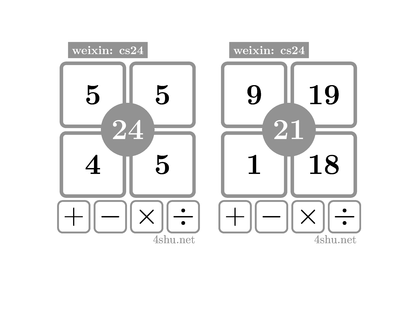 weixin: cs24
5 5
24
4 5
+ − × ÷
4shu.net
weixin: cs24
9 19
21
1 18
+ − × ÷
4shu.net